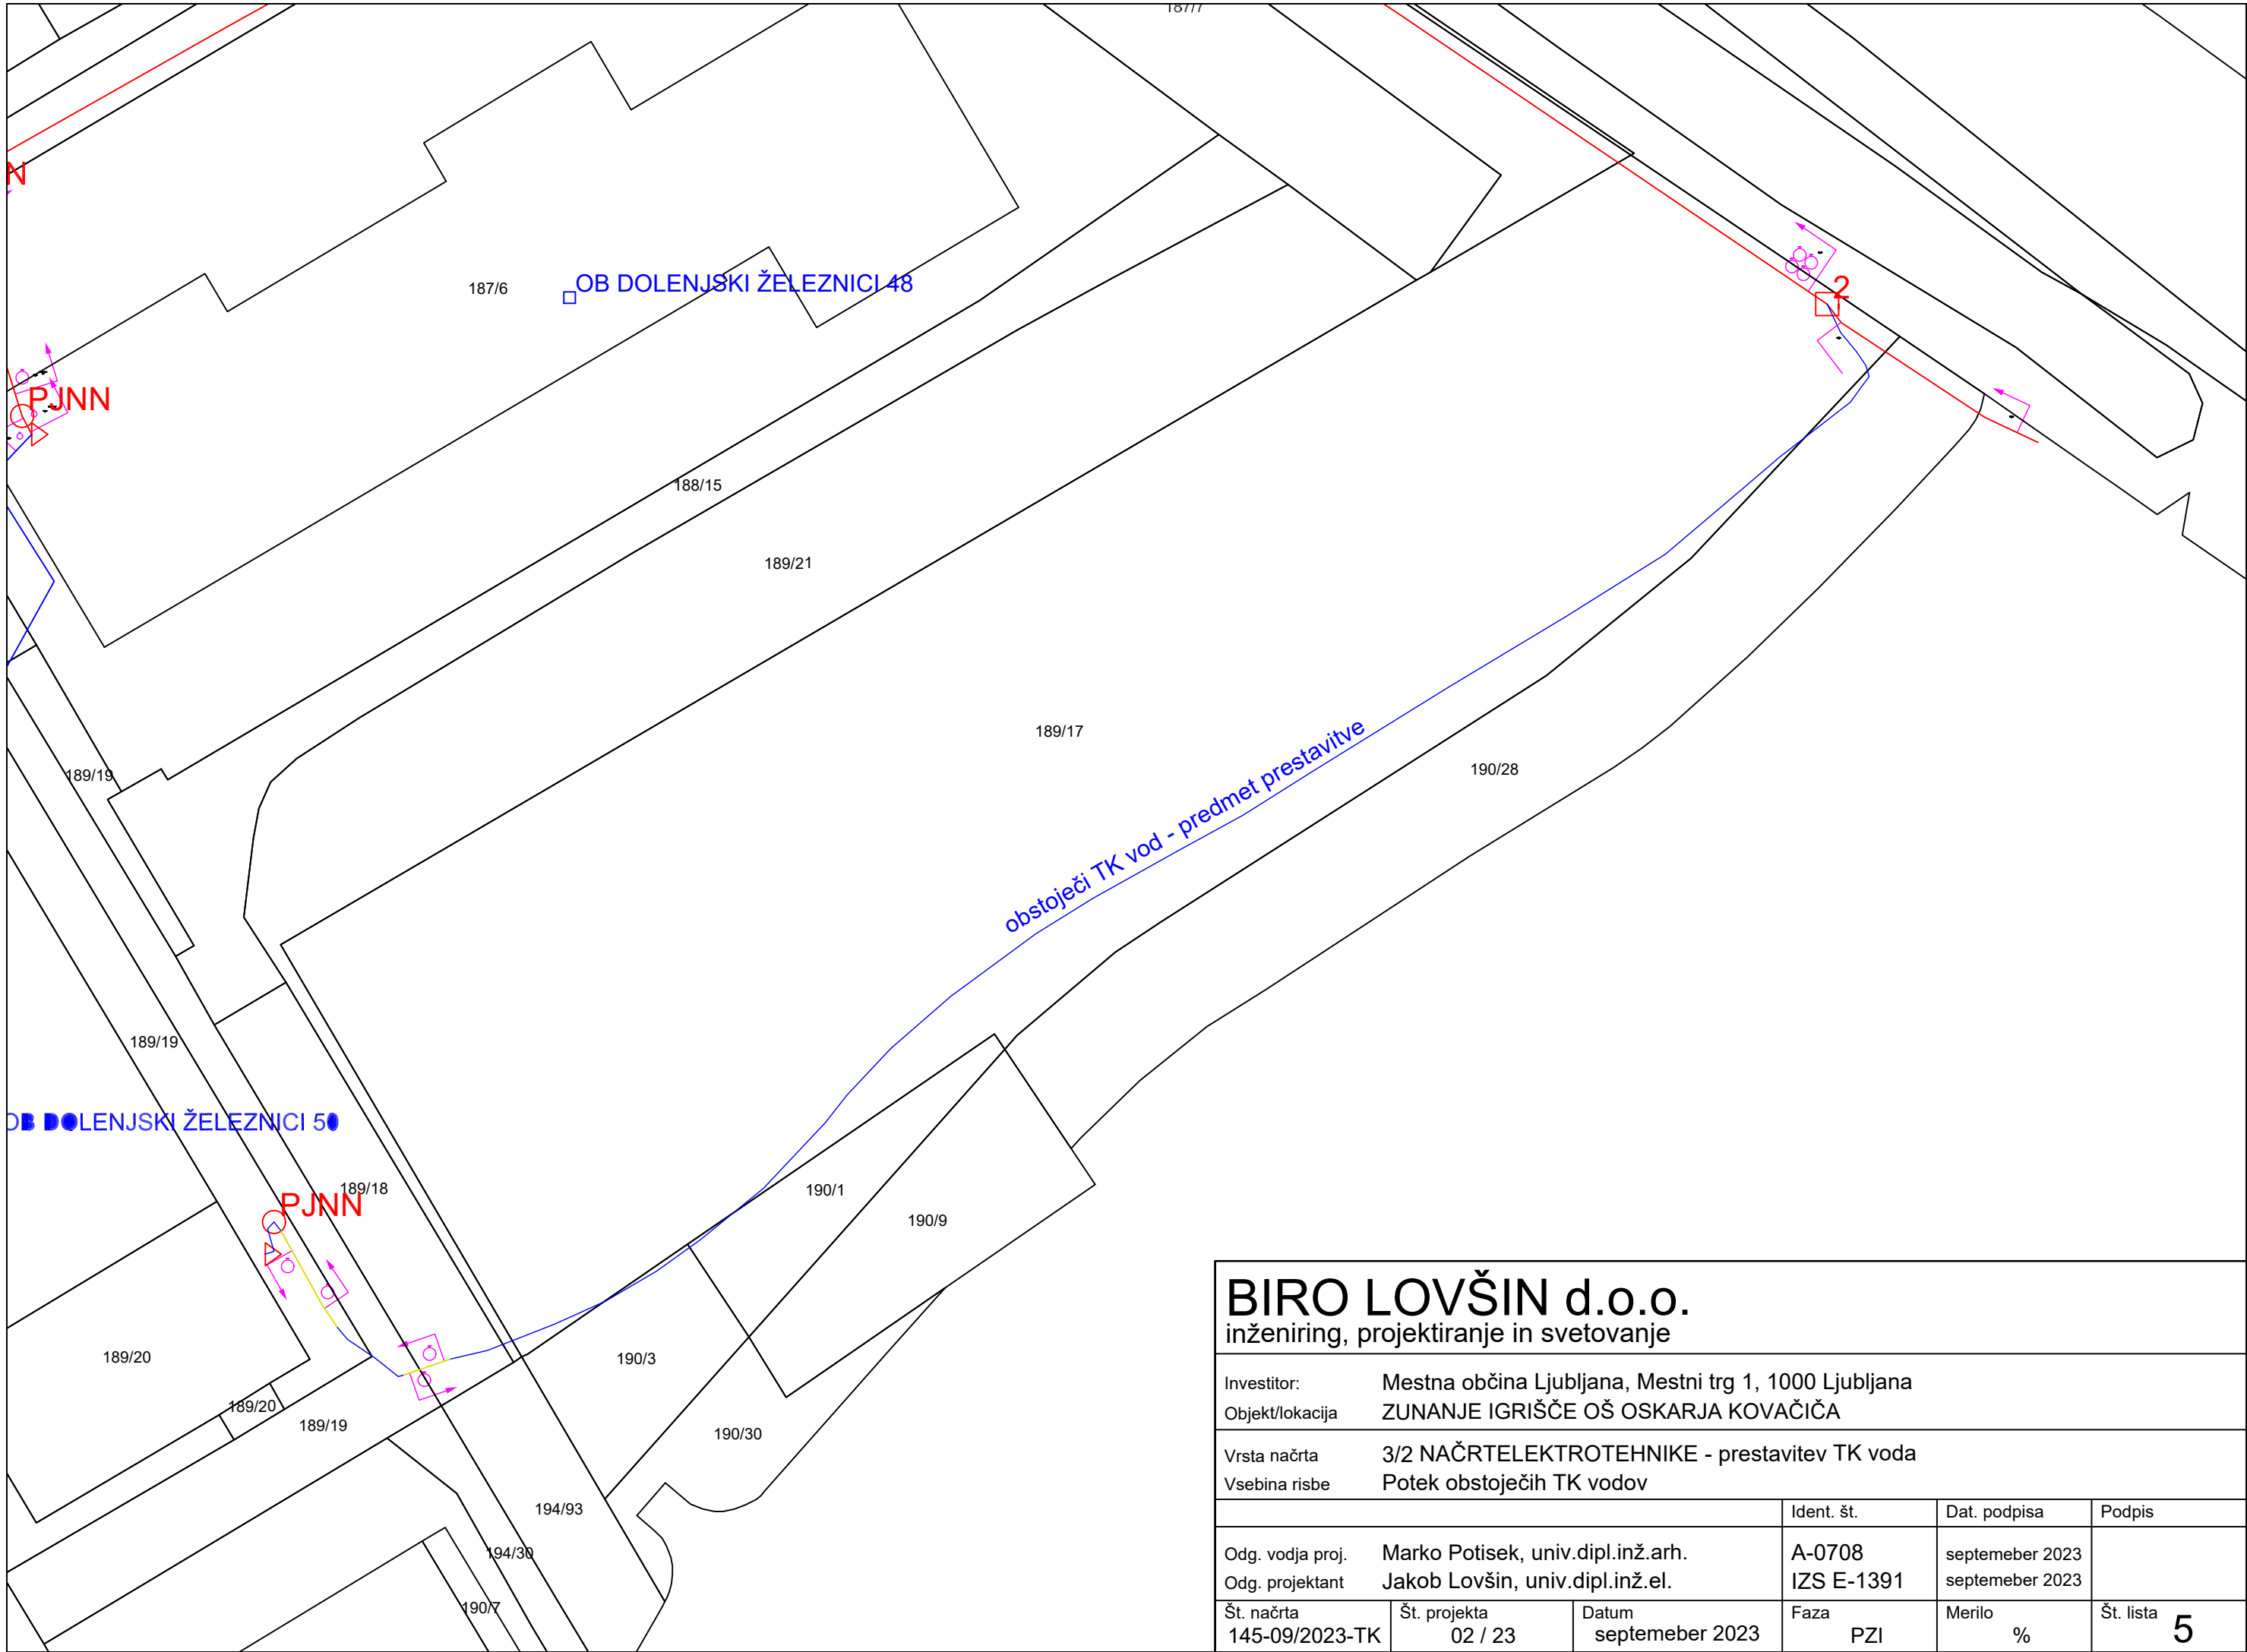 187/7
N
187/6
OB DOLENJSKI ŽELEZNICI 48
2
PJNN
188/15
189/21
189/17
obstoječi TK vod - predmet prestavitve
190/28
189/19
189/19
OB DOLENJSKI ŽELEZNICI 50
189/18
PJNN
190/1
190/9
189/20
190/3
189/20
189/19
190/30
194/93
194/30
190/7
BIRO LOVŠIN d.o.o.
inženiring, projektiranje in svetovanje
Investitor: Mestna občina Ljubljana, Mestni trg 1, 1000 Ljubljana
Objekt/lokacija ZUNANJE IGRIŠČE OŠ OSKARJA KOVAČIČA
Vrsta načrta 3/2 NAČRTELEKTROTEHNIKE - prestavitev TK voda
Vsebina risbe Potek obstoječih TK vodov
Ident. št. Dat. podpisa Podpis
Odg. vodja proj. Marko Potisek, univ.dipl.inž.arh. A-0708 septemeber 2023
Odg. projektant Jakob Lovšin, univ.dipl.inž.el. IZS E-1391 septemeber 2023
Št. načrta Št. projekta Datum Faza Merilo Št. lista
145-09/2023-TK 02 / 23 septemeber 2023 PZI % 5